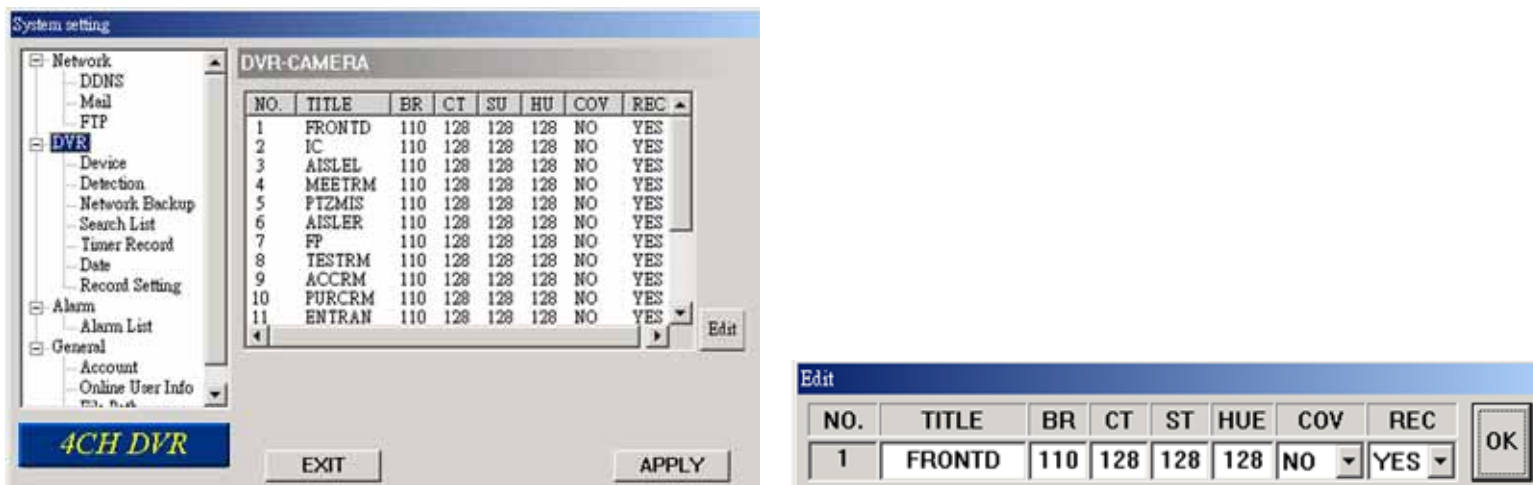 System setting
Network
DDNS
Mail
FTP
DVR
Device
Detection
Network Backup
Search List
Timer Record
Date
Record Setting
Alarm
Alarm List
General
Account
Online User Info
4CH DVR
DVR-CAMERA
NO. TITLE BR CT SU HU COV REC
1 FRONTD 110 128 128 128 NO YES
2 IC 110 128 128 128 NO YES
3 AISLEL 110 128 128 128 NO YES
4 MEETRM 110 128 128 128 NO YES
5 PTZMIS 110 128 128 128 NO YES
6 AISLER 110 128 128 128 NO YES
7 FP 110 128 128 128 NO YES
8 TESTRM 110 128 128 128 NO YES
9 ACCRM 110 128 128 128 NO YES
10 PURCRM 110 128 128 128 NO YES
11 ENTRAN 110 128 128 128 NO YES
Edit
EXIT
APPLY
Edit
NO. TITLE BR CT ST HUE COV REC
1 FRONTD 110 128 128 128 NO YES
OK